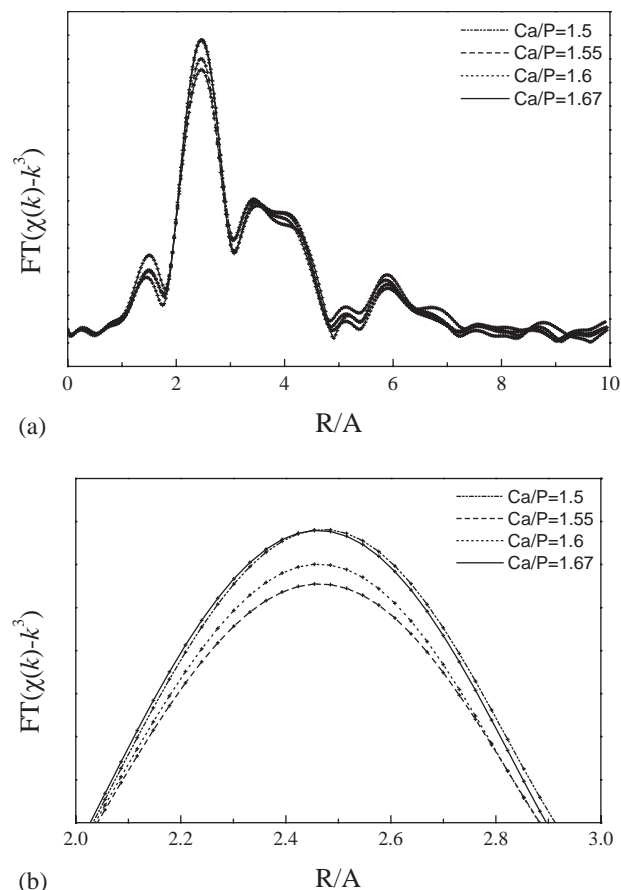 Ca/P=1.5
Ca/P=1.55
Ca/P=1.6
Ca/P=1.67
FT(χ(k)-k³)
0 2 4 6 8 10
(a)
R/A
Ca/P=1.5
Ca/P=1.55
Ca/P=1.6
Ca/P=1.67
FT(χ(k)-k³)
2.0 2.2 2.4 2.6 2.8 3.0
(b)
R/A